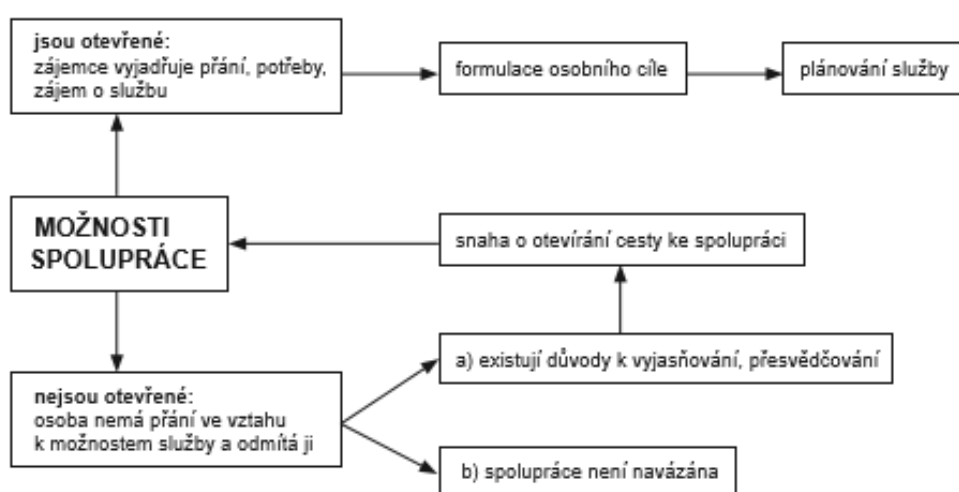 jsou otevřené:
zájemce vyjadřuje přání, potřeby,
zájem o službu
formulace osobního cíle
plánování služby
MOŽNOSTI
SPOLUPRÁCE
snaha o otevírání cesty ke spolupráci
a) existují důvody k vyjasňování, přesvědčování
nejsou otevřené:
osoba nemá přání ve vztahu
k možnostem služby a odmítá ji
b) spolupráce není navázána